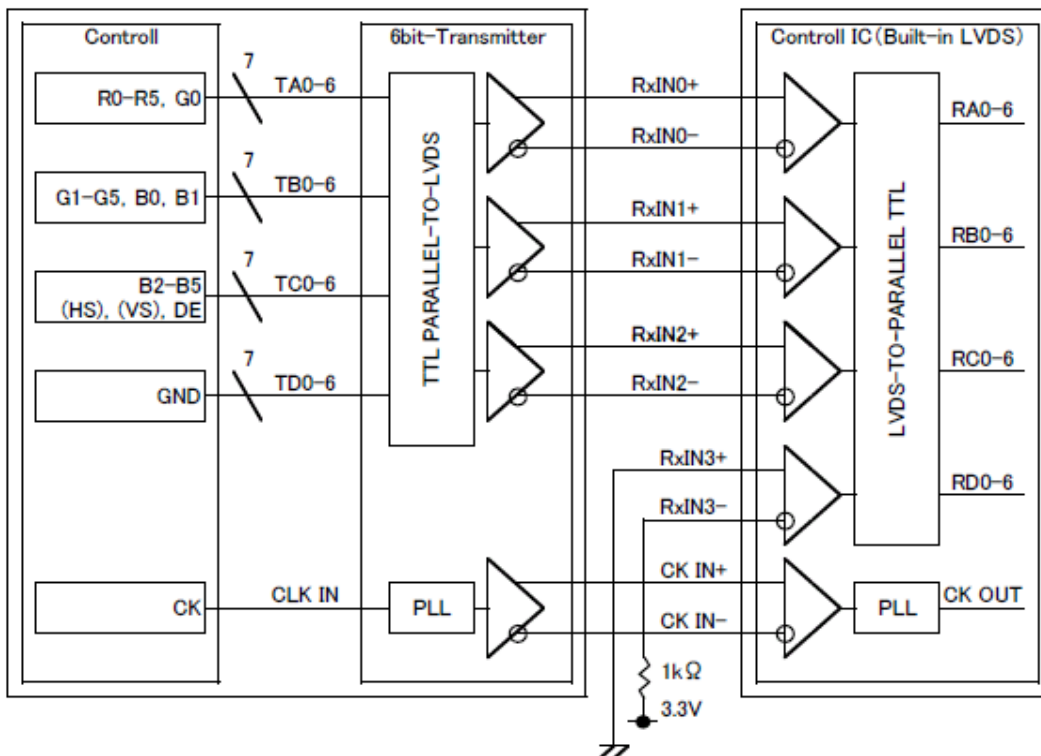 Controll
6bit-Transmitter
Controll IC(Built-in LVDS)
R0-R5, G0
7
TA0-6
RxIN0+
RxIN0-
RA0-6
G1-G5, B0, B1
7
TB0-6
RxIN1+
RxIN1-
RB0-6
B2-B5
(HS), (VS), DE
7
TC0-6
RxIN2+
RxIN2-
RC0-6
GND
7
TD0-6
RxIN3+
RxIN3-
RD0-6
TTL PARALLEL-TO-LVDS
LVDS-TO-PARALLEL TTL
CK
CLK IN
PLL
CK IN+
CK IN-
PLL
CK OUT
1kΩ
3.3V